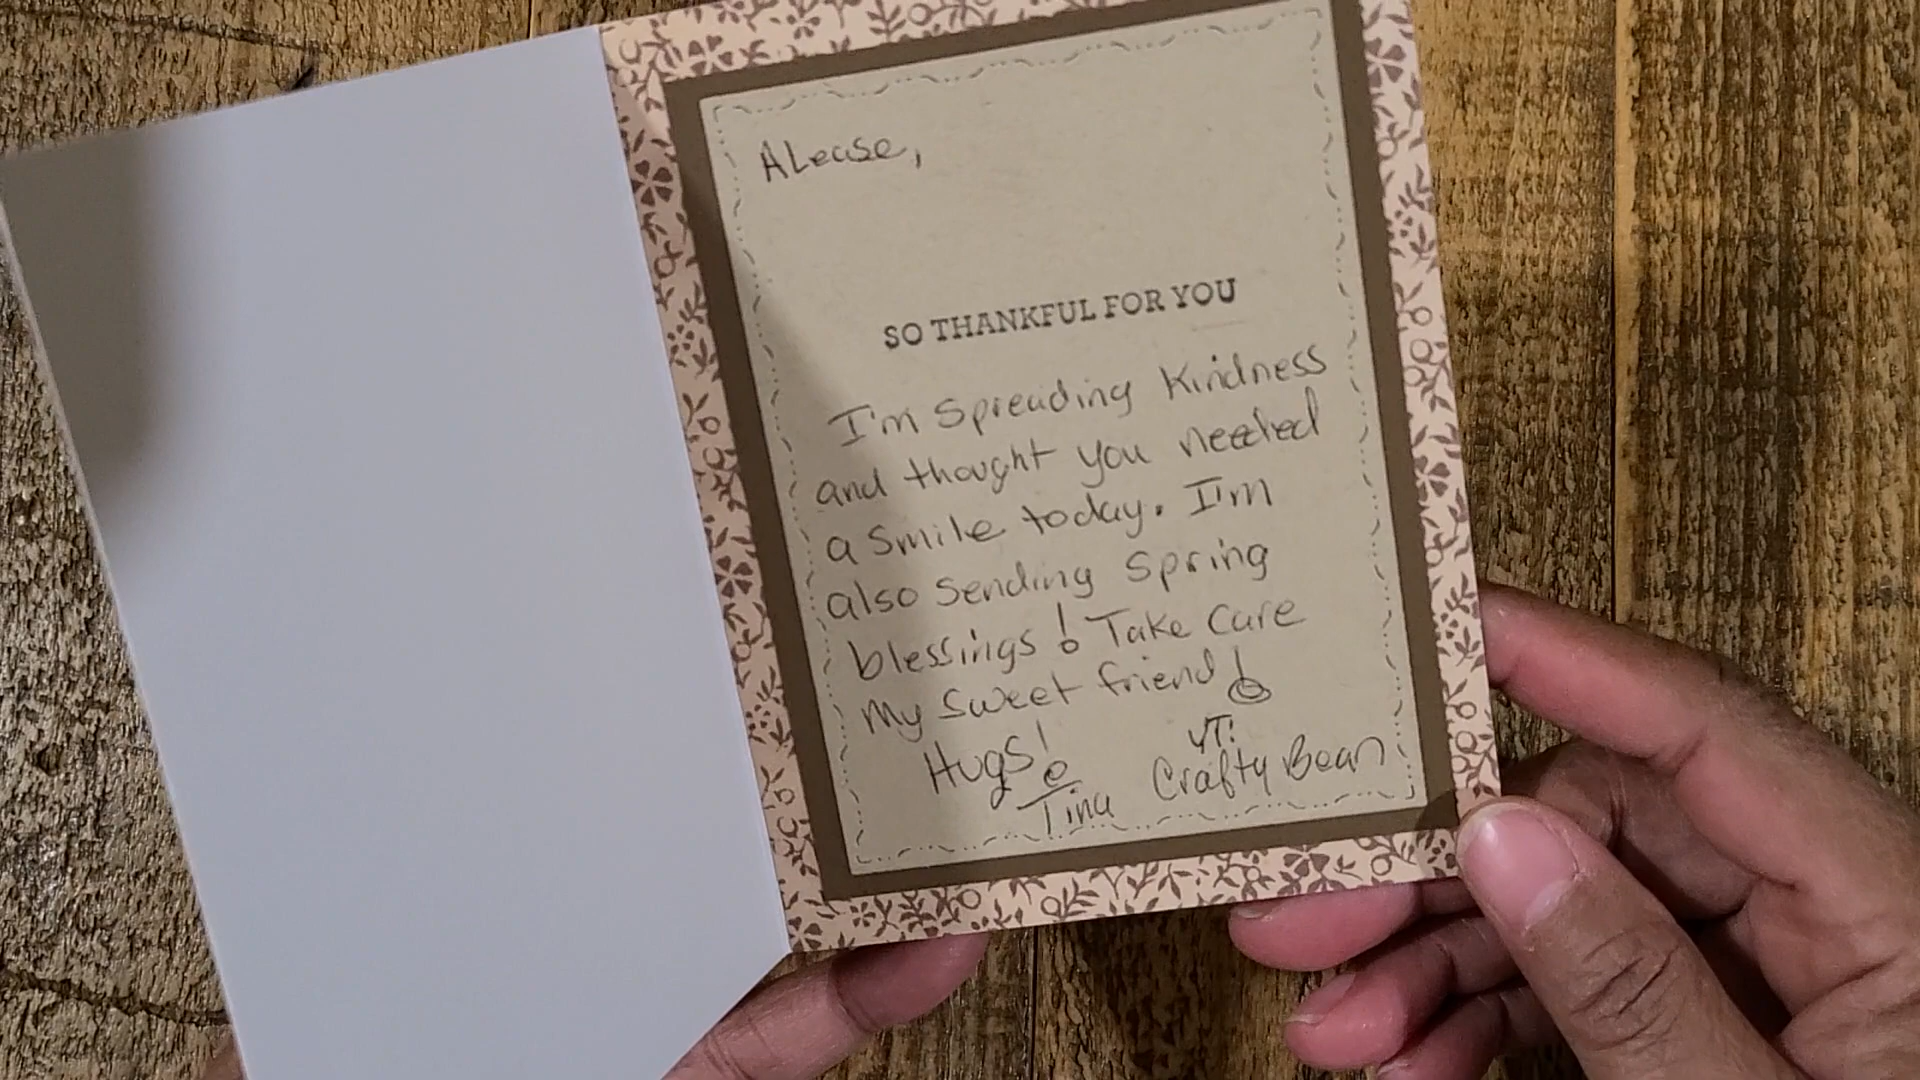 ALease,
SO THANKFUL FOR YOU
I'm Spreading Kindness
and thought you needed
a smile today. I'm
also sending spring
blessings! Take Care
my sweet friend!
Hugs!
Tina
YT:
Crafty Bean